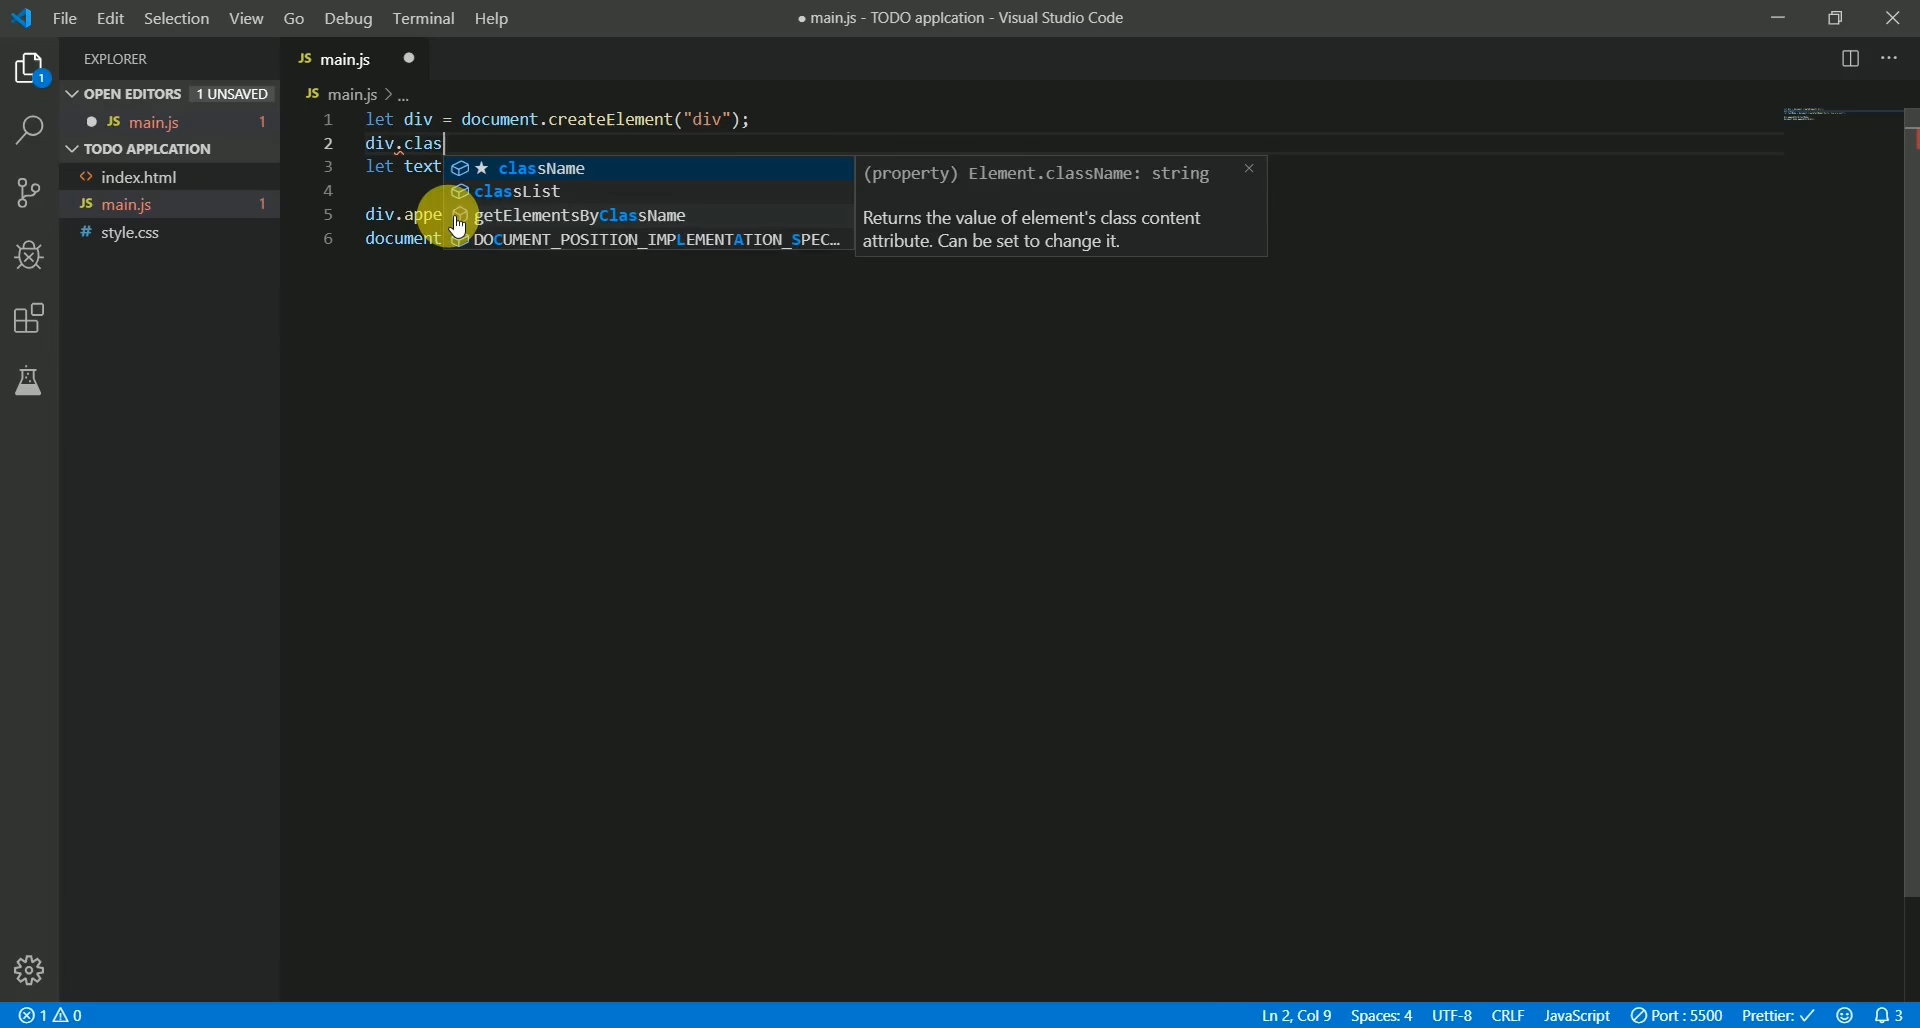 File Edit Selection View Go Debug Terminal Help
● main.js - TODO applcation - Visual Studio Code
EXPLORER
OPEN EDITORS 1 UNSAVED
JS main.js 1
TODO APPLCATION
<> index.html
JS main.js 1
# style.css
1
JS main.js
JS main.js > ...
1 let div = document.createElement("div");
2 div.clas
3 let text
4
5 div.appe
6 document
★ className
classList
getElementsByClassName
DOCUMENT_POSITION_IMPLEMENTATION_SPEC...
(property) Element.className: string
Returns the value of element's class content
attribute. Can be set to change it.
1 0
Ln 2, Col 9 Spaces: 4 UTF-8 CRLF JavaScript Port : 5500 Prettier: ✓ 3